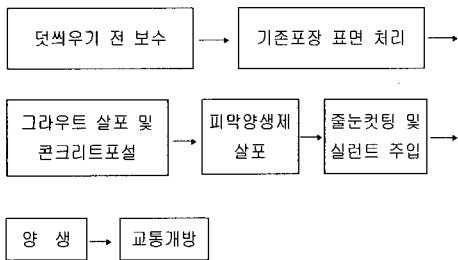 덧씌우기 전 보수
기존포장 표면 처리
그라우트 살포 및
콘크리트포설
피막양생제
살포
줄눈컷팅 및
실런트 주입
양 생
교통개방